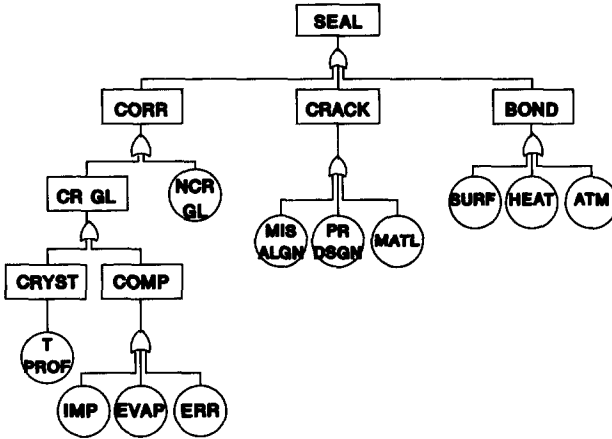 SEAL
CORR
CRACK
BOND
CR GL
NCR
GL
MIS
ALGN
PR
DSGN
MATL
SURF
HEAT
ATM
CRYST
COMP
T
PROF
IMP
EVAP
ERR